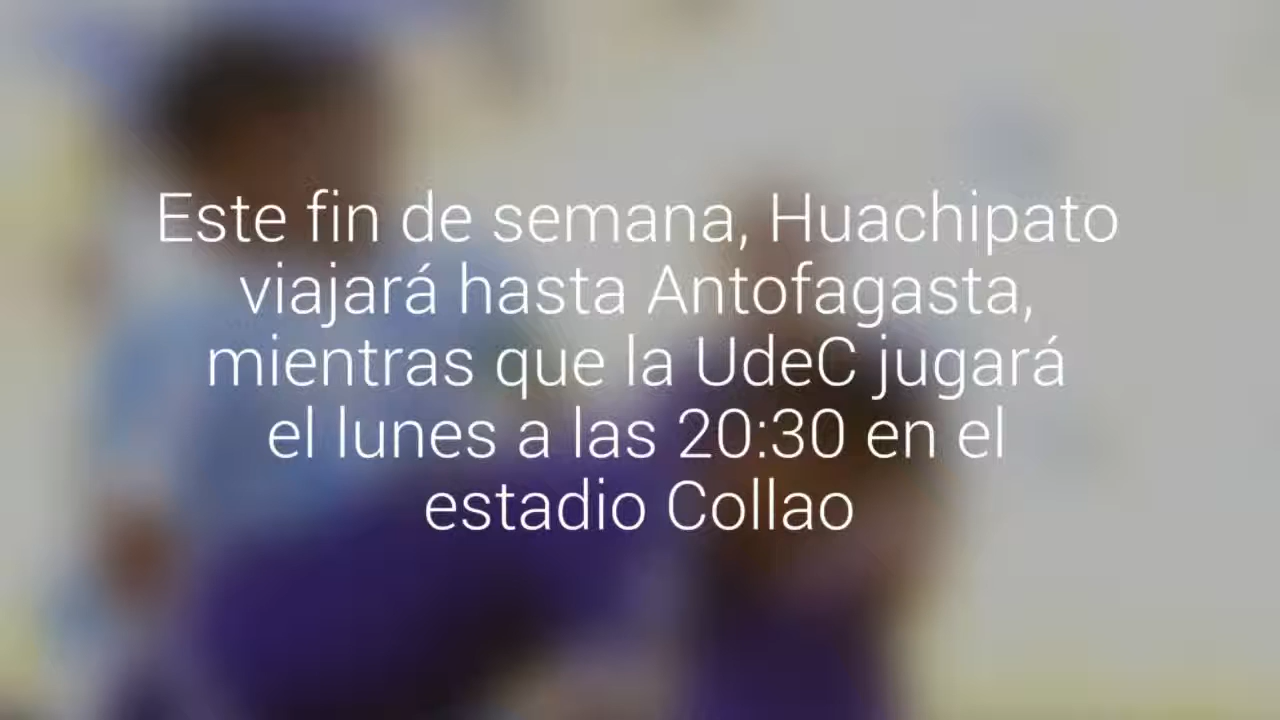 Este fin de semana, Huachipato
viajará hasta Antofagasta,
mientras que la UdeC jugará
el lunes a las 20:30 en el
estadio Collao